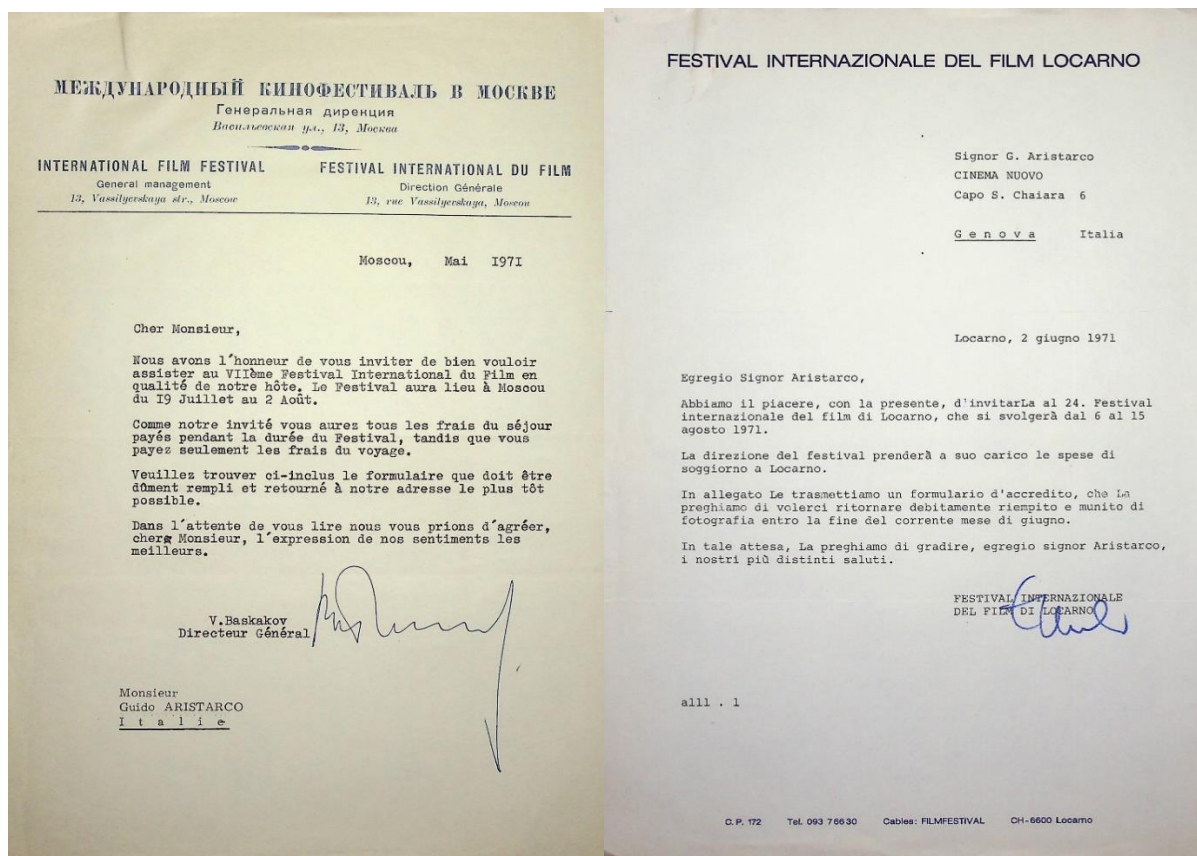 МЕЖДУНАРОДНЫЙ КИНОФЕСТИВАЛЬ В МОСКВЕ
Генеральная дирекция
Васильевская ул., 13, Москва
INTERNATIONAL FILM FESTIVAL
General management
13, Vassilyevskaya str., Moscow
FESTIVAL INTERNATIONAL DU FILM
Direction Générale
13, rue Vassilyevskaya, Moscou
Moscou, Mai I97I
Cher Monsieur,
Nous avons l'honneur de vous inviter de bien vouloir
assister au VIIème Festival International du Film en
qualité de notre hôte. Le Festival aura lieu à Moscou
du I9 Juillet au 2 Août.
Comme notre invité vous aurez tous les frais du séjour
payés pendant la durée du Festival, tandis que vous
payez seulement les frais du voyage.
Veuillez trouver ci-inclus le formulaire que doit être
dûment rempli et retourné à notre adresse le plus tôt
possible.
Dans l'attente de vous lire nous vous prions d'agréer,
cher Monsieur, l'expression de nos sentiments les
meilleurs.
V.Baskakov
Directeur Général
Monsieur
Guido ARISTARCO
Italie
FESTIVAL INTERNAZIONALE DEL FILM LOCARNO
Signor G. Aristarco
CINEMA NUOVO
Capo S. Chaiara 6
Genova Italia
Locarno, 2 giugno 1971
Egregio Signor Aristarco,
Abbiamo il piacere, con la presente, d'invitarLa al 24. Festival
internazionale del film di Locarno, che si svolgerà dal 6 al 15
agosto 1971.
La direzione del festival prenderà a suo carico le spese di
soggiorno a Locarno.
In allegato Le trasmettiamo un formulario d'accredito, che La
preghiamo di volerci ritornare debitamente riempito e munito di
fotografia entro la fine del corrente mese di giugno.
In tale attesa, La preghiamo di gradire, egregio signor Aristarco,
i nostri più distinti saluti.
FESTIVAL INTERNAZIONALE
DEL FILM DI LOCARNO
alll . l
C.P. 172 Tel. 093 76630 Cables: FILMFESTIVAL CH-6600 Locarno